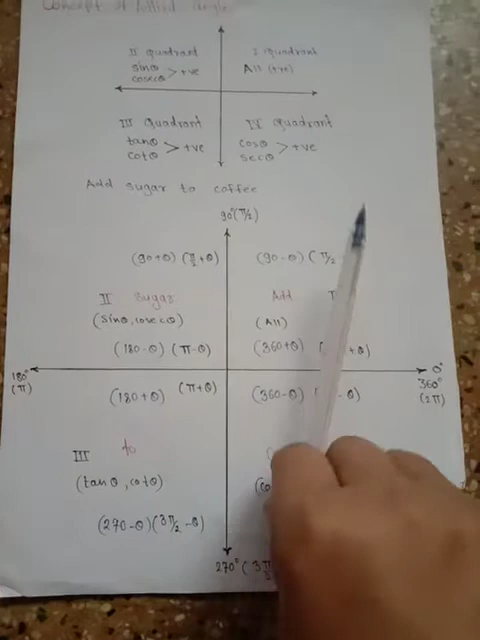 Concept of Allied angle
II quadrant
sinθ
cosecθ > +ve
I quadrant
All (+ve)
III quadrant
tanθ
cotθ > +ve
IV quadrant
cosθ
secθ > +ve
Add sugar to coffee
90°(π/2)
(90+θ) (π/2+θ)
(90-θ) (π/2
II Sugar
(sinθ, cosecθ)
Add
(All)
(180-θ) (π-θ)
(360+θ) +θ)
180°
(π)
0°
360°
(2π)
(180+θ) (π+θ)
(360-θ) -θ)
III to
(tanθ, cotθ)
(270-θ)(3π/2-θ)
270° (3π/2